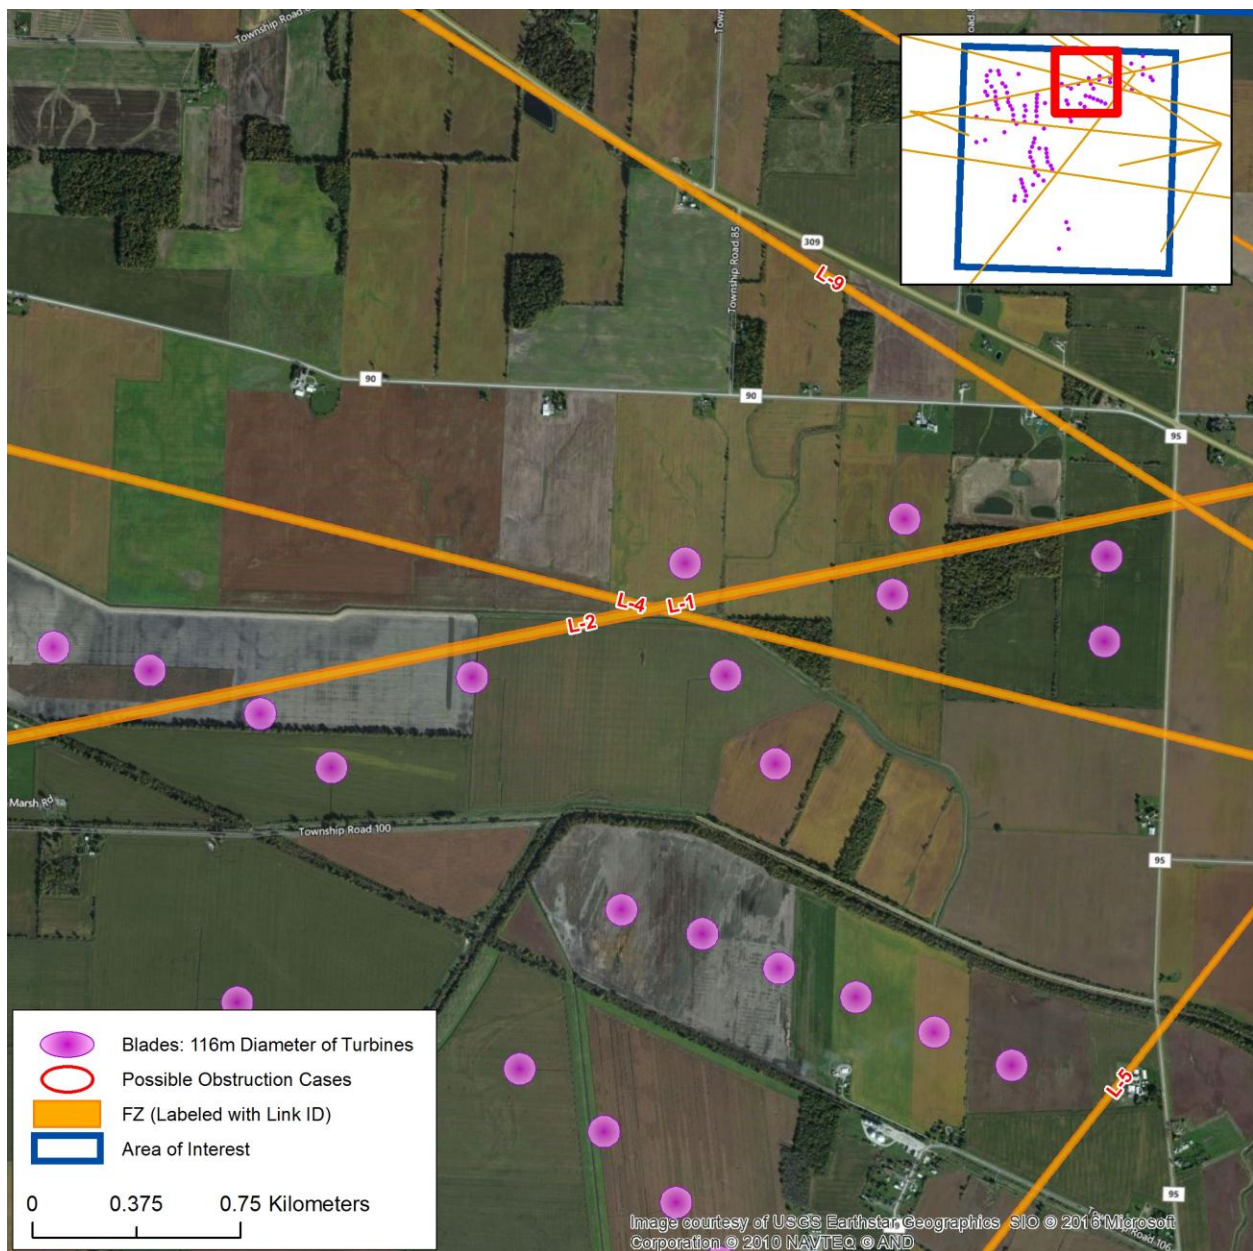 Township Road
Township Road 85
309
L-9
90
90
95
L-4
L-1
L-2
Marsh Rd
Township Road 100
95
L-5
95
Blades: 116m Diameter of Turbines
Possible Obstruction Cases
FZ (Labeled with Link ID)
Area of Interest
0 0.375 0.75 Kilometers
Image courtesy of USGS Earthstar Geographics SIO © 2016 Microsoft
Corporation © 2010 NAVTEQ © AND